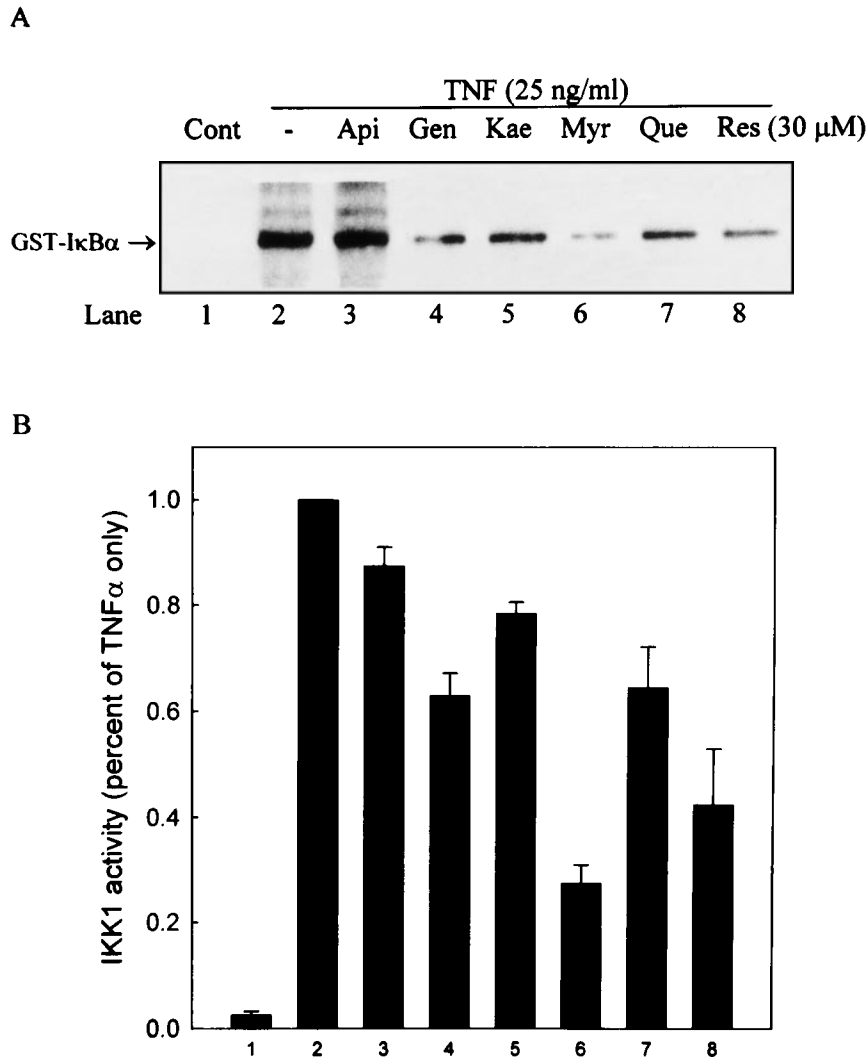 A
TNF (25 ng/ml)
Cont - Api Gen Kae Myr Que Res (30 μM)
GST-IκBα →
Lane 1 2 3 4 5 6 7 8
B
IKK1 activity (percent of TNFα only)
1.0
0.8
0.6
0.4
0.2
0.0
1 2 3 4 5 6 7 8